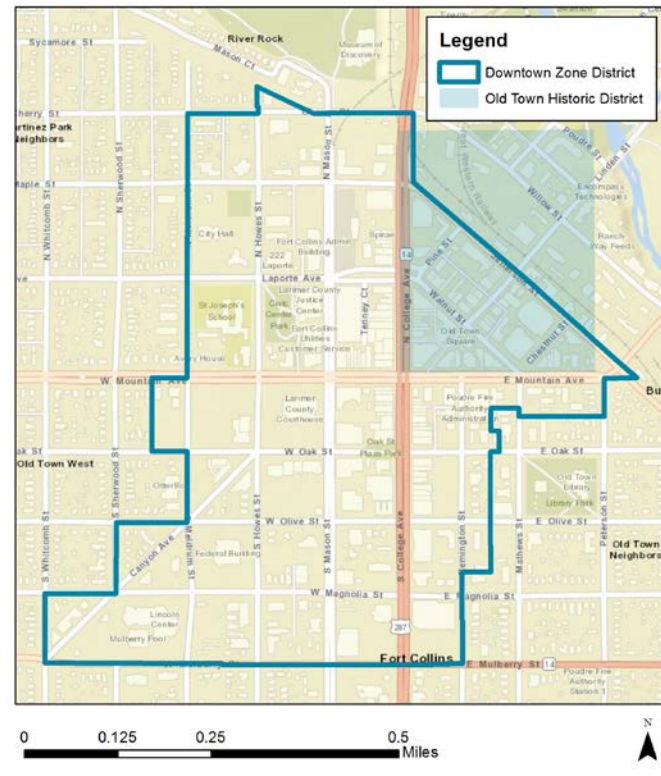 Legend
Downtown Zone District
Old Town Historic District
River Rock
Sycamore St
Mason Ct
Museum of
Discovery
Cherry St
N Mason St
Poudre St
Linden St
Willow St
Encompass
Technologies
Ranch
Way Feeds
N Whitcomb St
N Sherwood St
Maple St
N Howes St
City Hall
Fort Collins Admin
Building
222
Laporte
Laporte Ave
Larimer County
Justice
Center
Civic
Center
Park
Fort Collins
Utilities
Customer Service
St Joseph's
School
Avery House
Tenney Ct
14
N College Ave
Pine St
Walnut St
Old Town
Square
Chestnut St
W Mountain Ave
E Mountain Ave
Larimer
County
Courthouse
Poudre Fire
Authority
Administration
Oak St
Plaza Park
W Oak St
E Oak St
Old Town West
S Sherwood St
S Whitcomb St
Old Town
Library
Library Park
W Olive St
E Olive St
Canyon Ave
Meldrum St
Federal Building
S Howes St
S Mason St
S College Ave
Remington St
Mathews St
Peterson St
Old Town
W Magnolia St
E Magnolia St
Lincoln
Center
Mulberry Pool
287
Fort Collins
E Mulberry St
14
Poudre Fire
Authority
Station 1
0 0.125 0.25 0.5
Miles
N